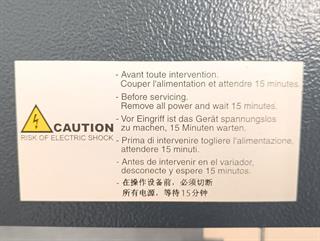 CAUTION
RISK OF ELECTRIC SHOCK
- Avant toute intervention.
Couper l'alimentation et attendre 15 minutes.
- Before servicing.
Remove all power and wait 15 minutes.
- Vor Eingriff ist das Gerät spannungslos
zu machen, 15 Minuten warten.
- Prima di intervenire togliere l'alimentazione,
attendere 15 minuti.
- Antes de intervenir en el variador,
desconecte y espere 15 minutos.
- 在操作设备前，必须切断
所有电源，等待15分钟